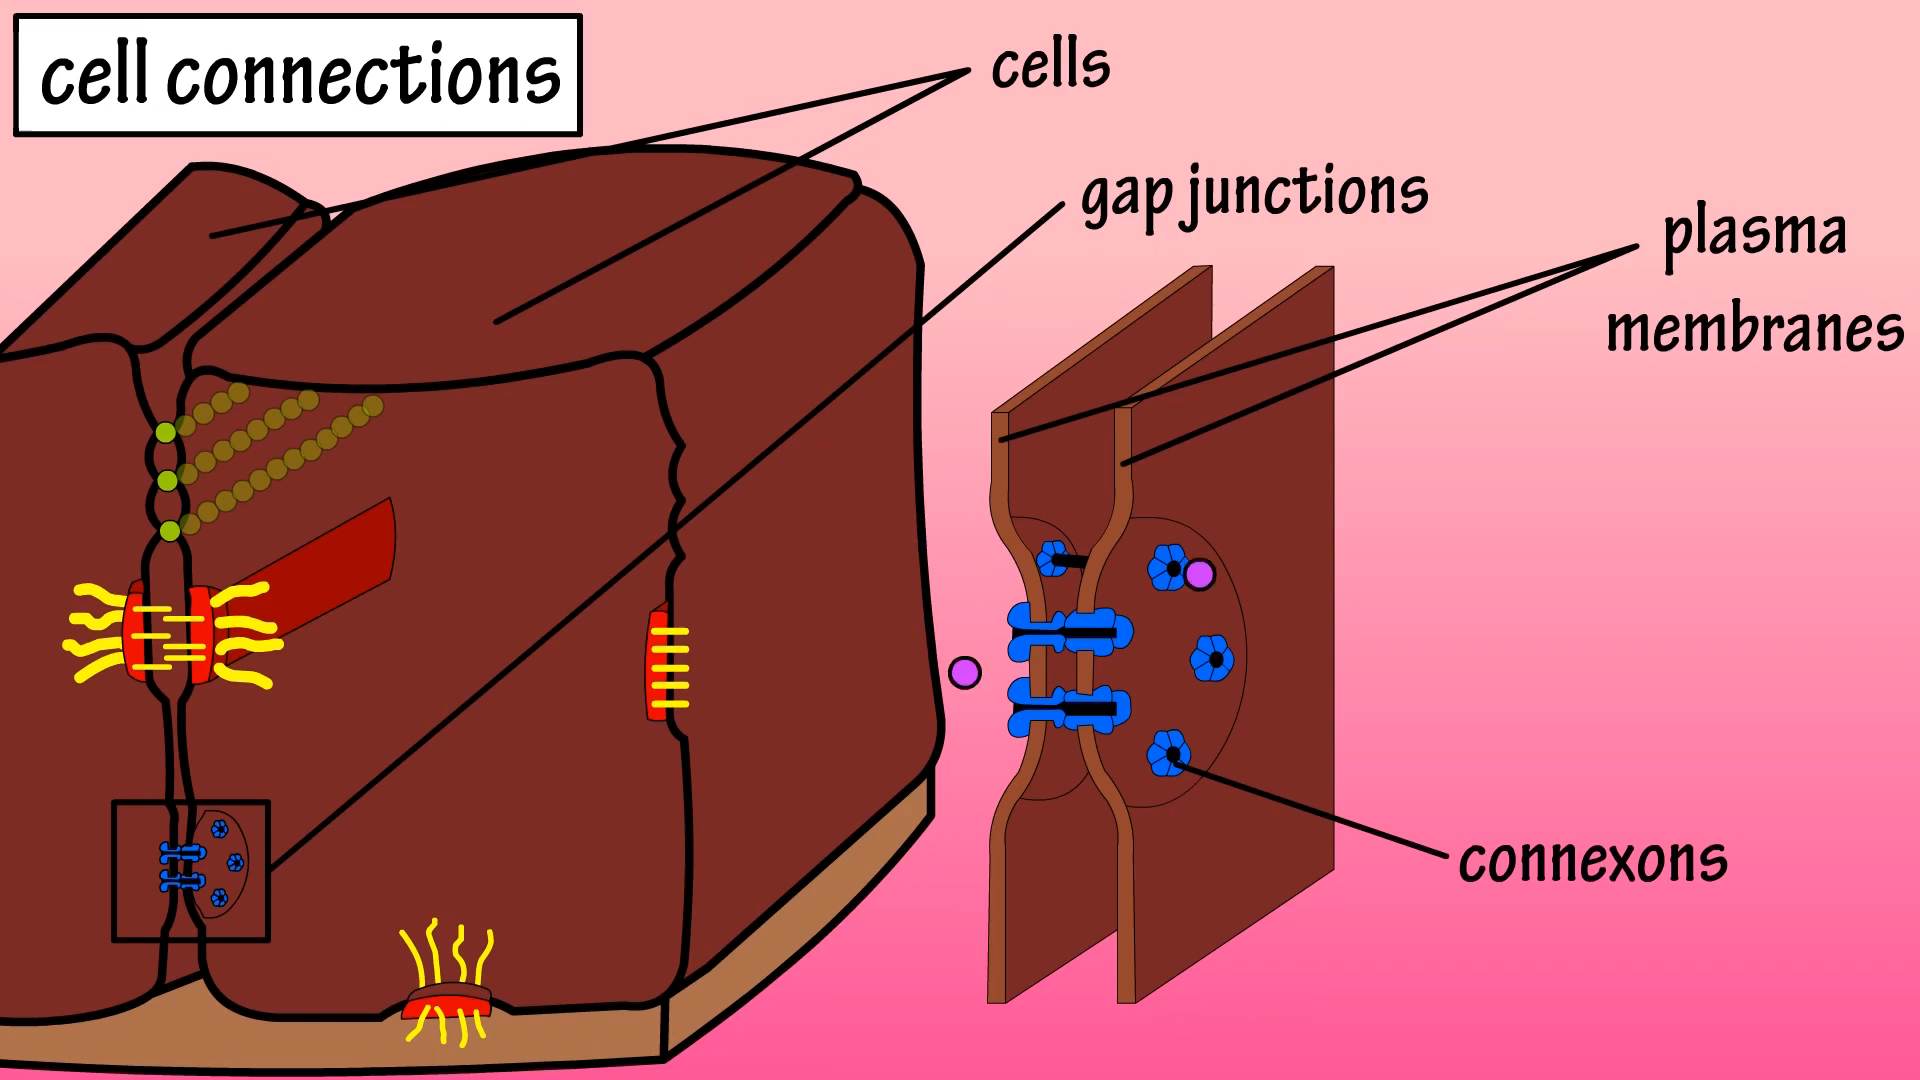 cell connections
cells
gap junctions
plasma
membranes
connexons